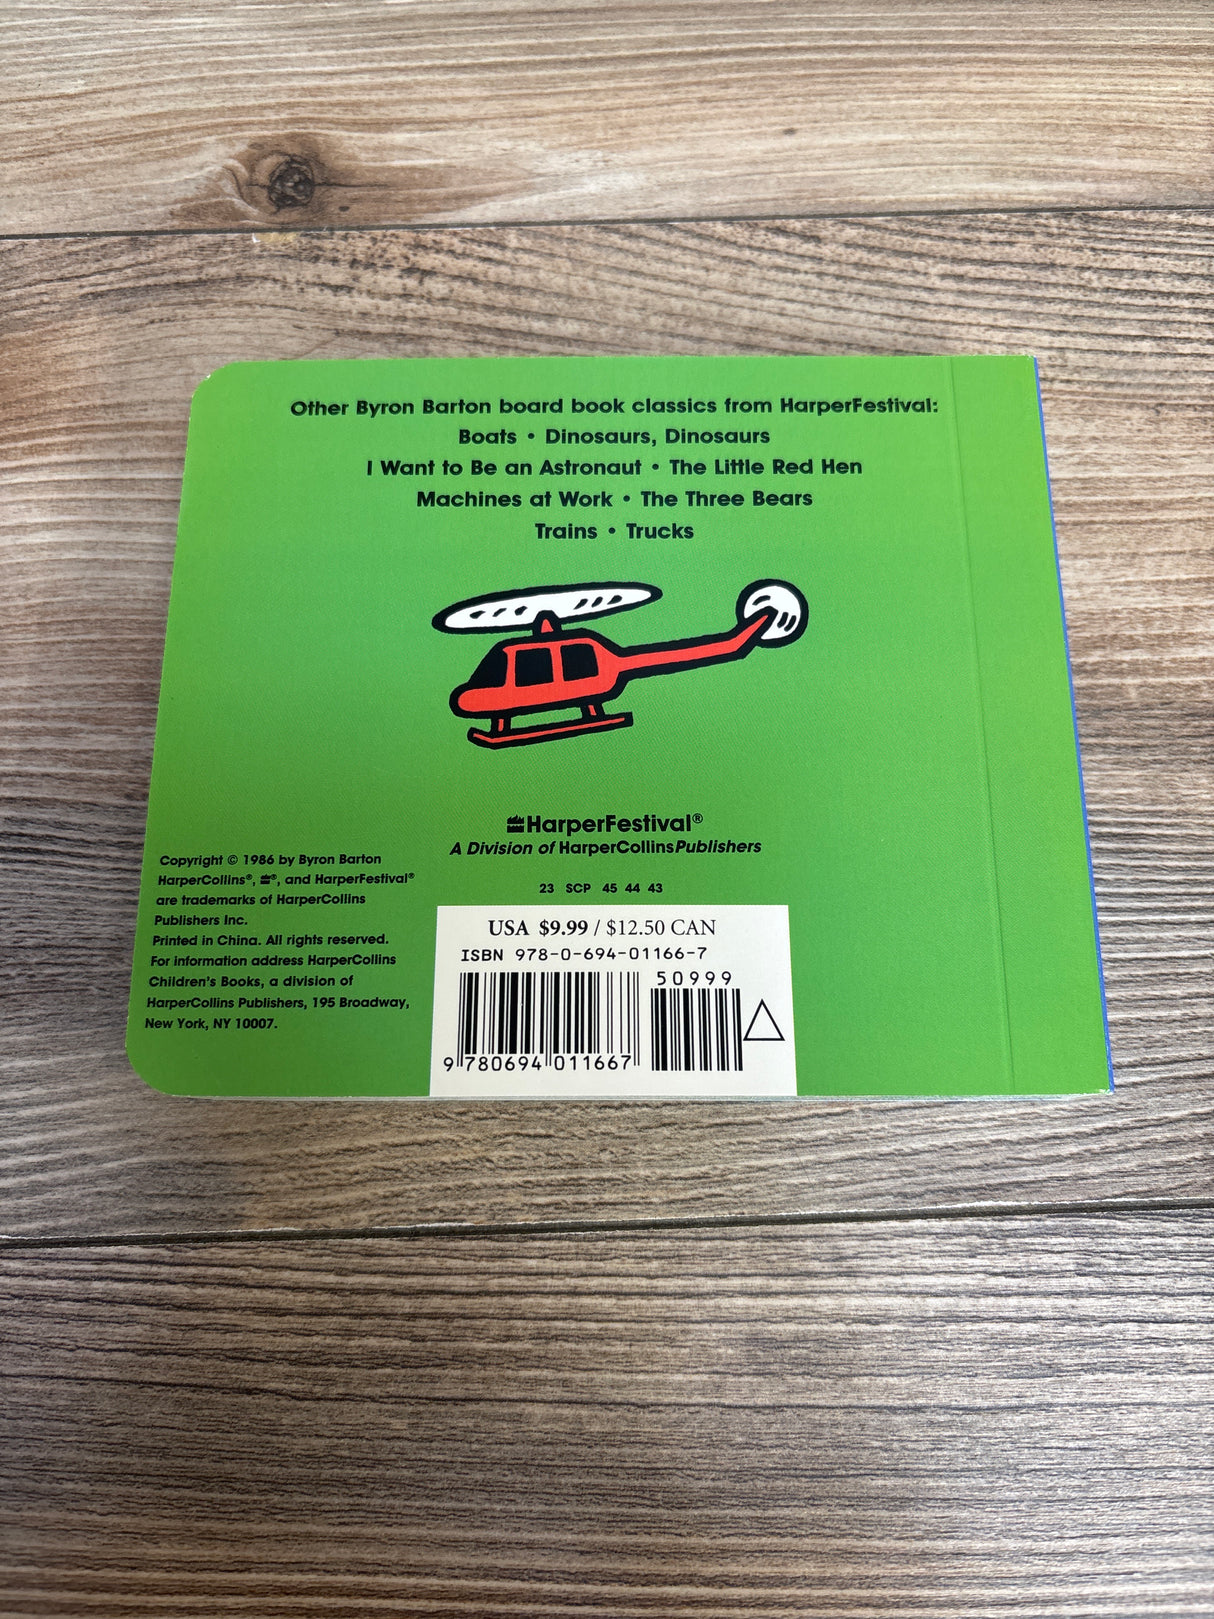 Other Byron Barton board book classics from HarperFestival:
Boats • Dinosaurs, Dinosaurs
I Want to Be an Astronaut • The Little Red Hen
Machines at Work • The Three Bears
Trains • Trucks
HarperFestival®
A Division of HarperCollinsPublishers
Copyright © 1986 by Byron Barton
HarperCollins®, ®, and HarperFestival®
are trademarks of HarperCollins
Publishers Inc.
Printed in China. All rights reserved.
For information address HarperCollins
Children's Books, a division of
HarperCollins Publishers, 195 Broadway,
New York, NY 10007.
23 SCP 45 44 43
USA $9.99 / $12.50 CAN
ISBN 978-0-694-01166-7
50999
9 780694 011667